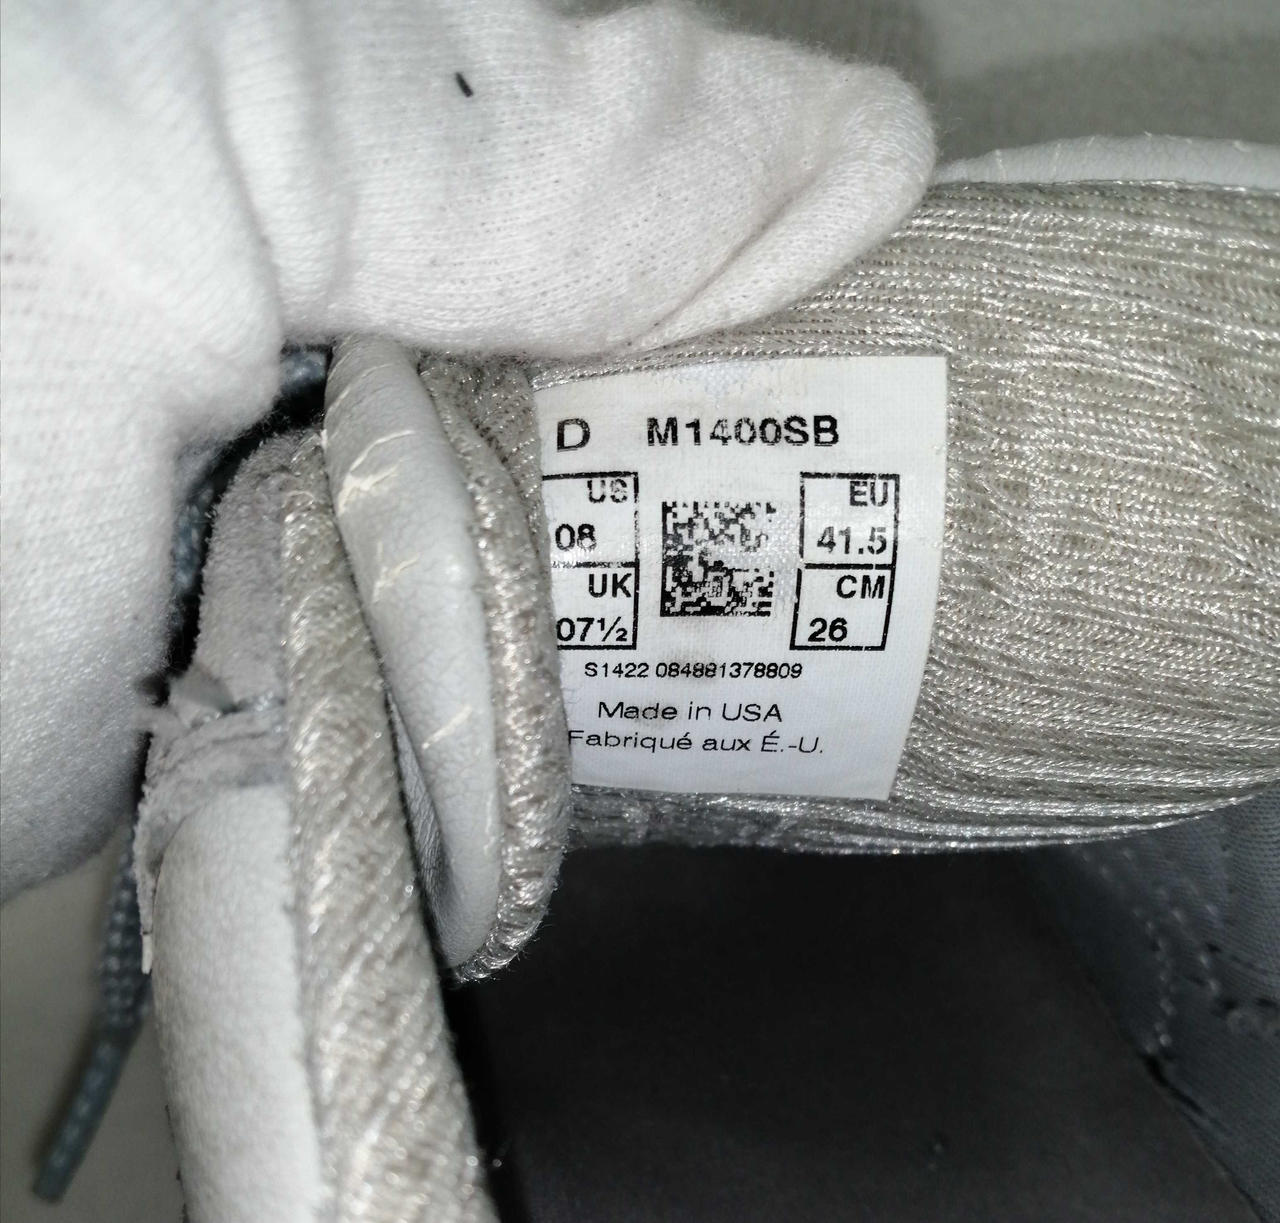 D M1400SB
US EU
08 41.5
UK CM
07½ 26
S1422 084881378809
Made in USA
Fabriqué aux É.-U.